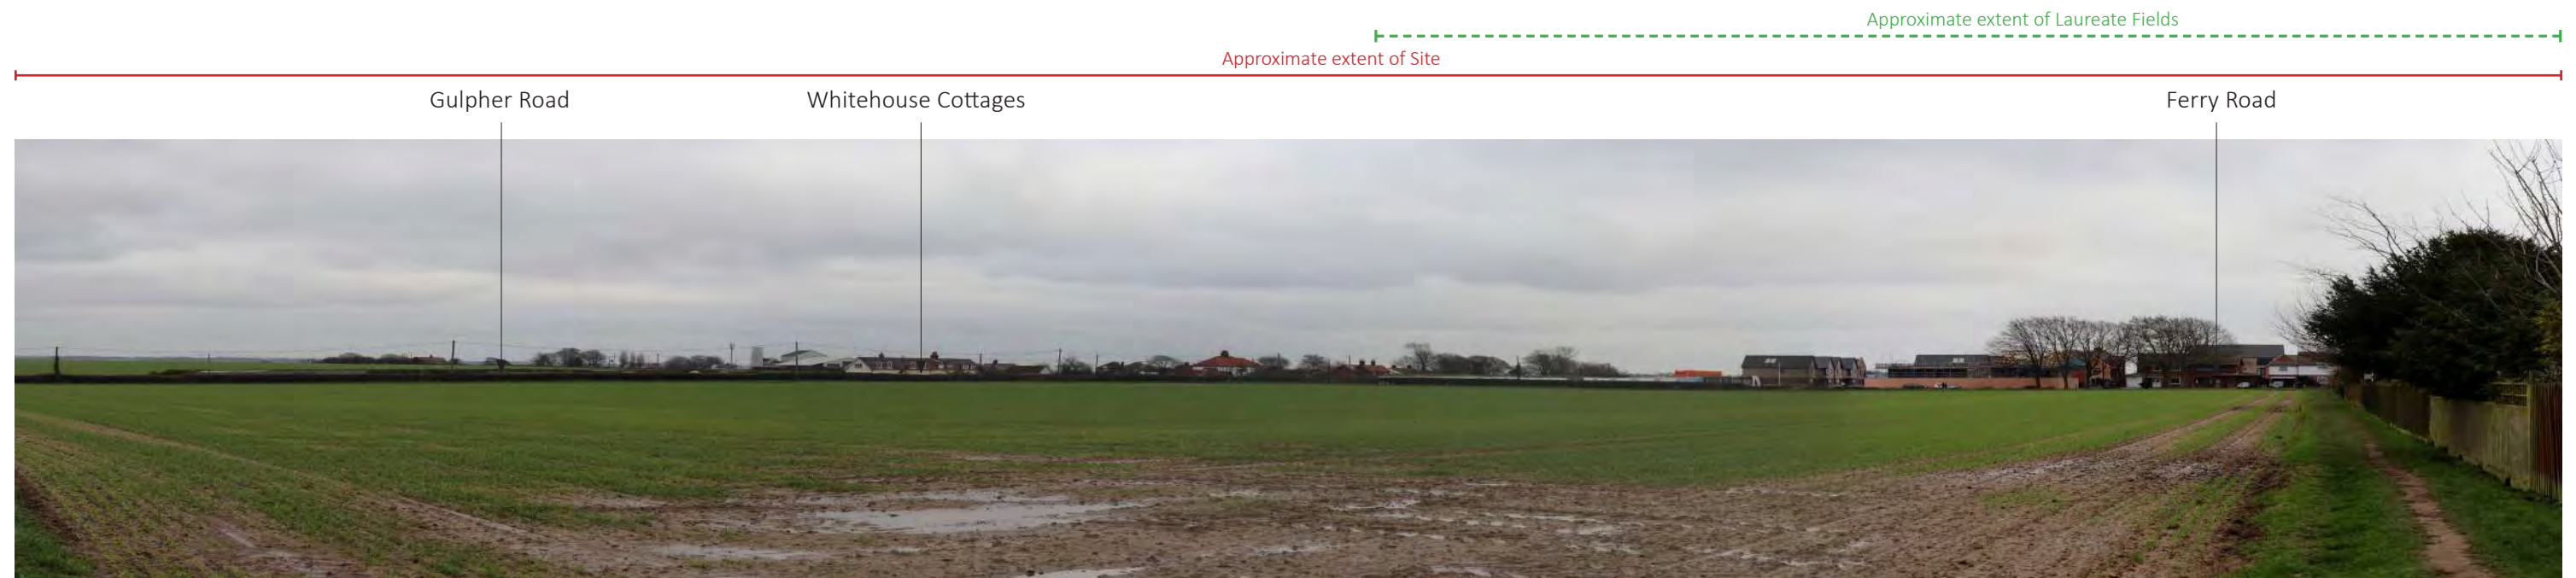 Approximate extent of Laureate Fields
Approximate extent of Site
Gulpher Road
Whitehouse Cottages
Ferry Road